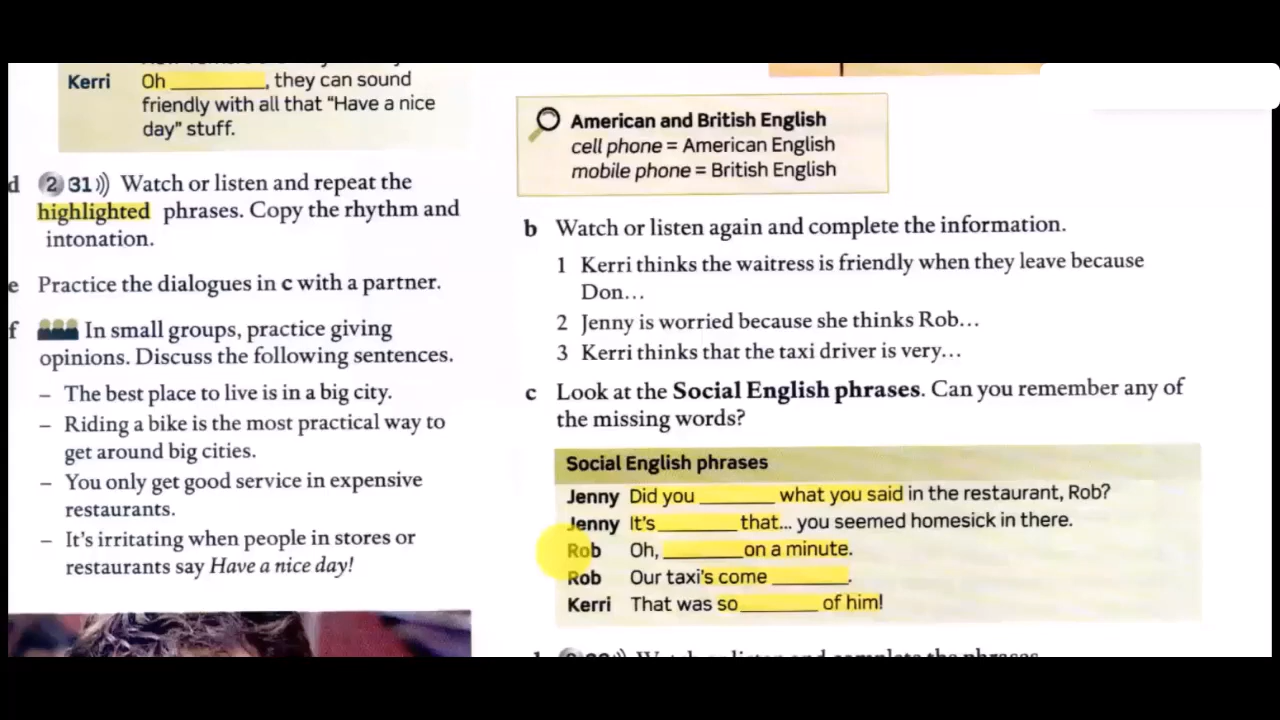 Kerri Oh ________, they can sound
friendly with all that “Have a nice
day” stuff.
d 2 31 Watch or listen and repeat the
highlighted phrases. Copy the rhythm and
intonation.
e Practice the dialogues in c with a partner.
f In small groups, practice giving
opinions. Discuss the following sentences.
– The best place to live is in a big city.
– Riding a bike is the most practical way to
get around big cities.
– You only get good service in expensive
restaurants.
– It’s irritating when people in stores or
restaurants say Have a nice day!
American and British English
cell phone = American English
mobile phone = British English
b Watch or listen again and complete the information.
1 Kerri thinks the waitress is friendly when they leave because
Don…
2 Jenny is worried because she thinks Rob…
3 Kerri thinks that the taxi driver is very…
c Look at the Social English phrases. Can you remember any of
the missing words?
Social English phrases
Jenny Did you ________ what you said in the restaurant, Rob?
Jenny It’s ________ that… you seemed homesick in there.
Rob Oh, ________ on a minute.
Rob Our taxi’s come ________.
Kerri That was so ________ of him!
Watch or listen and complete the phrases.